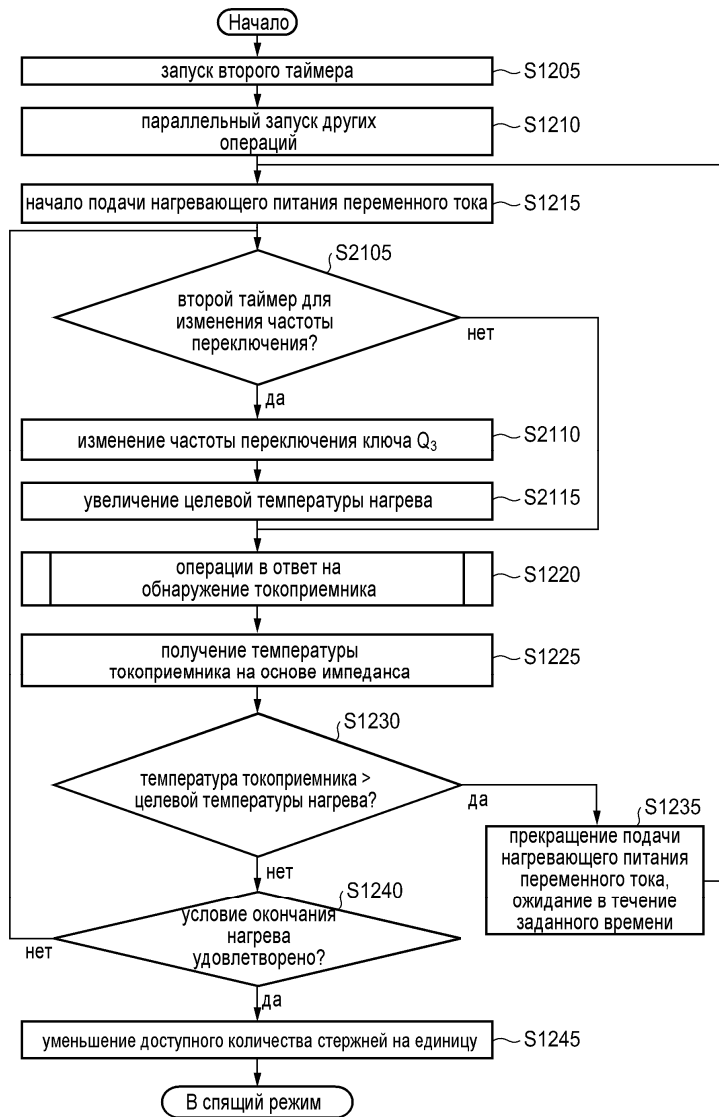 Начало
запуск второго таймера
S1205
параллельный запуск других
операций
S1210
начало подачи нагревающего питания переменного тока
S1215
S2105
второй таймер для
изменения частоты
переключения?
нет
да
изменение частоты переключения ключа Q₃
S2110
увеличение целевой температуры нагрева
S2115
операции в ответ на
обнаружение токоприемника
S1220
получение температуры
токоприемника на основе импеданса
S1225
S1230
температура токоприемника >
целевой температуры нагрева?
да
нет
S1235
прекращение подачи
нагревающего питания
переменного тока,
ожидание в течение
заданного времени
S1240
условие окончания
нагрева
удовлетворено?
нет
да
уменьшение доступного количества стержней на единицу
S1245
В спящий режим